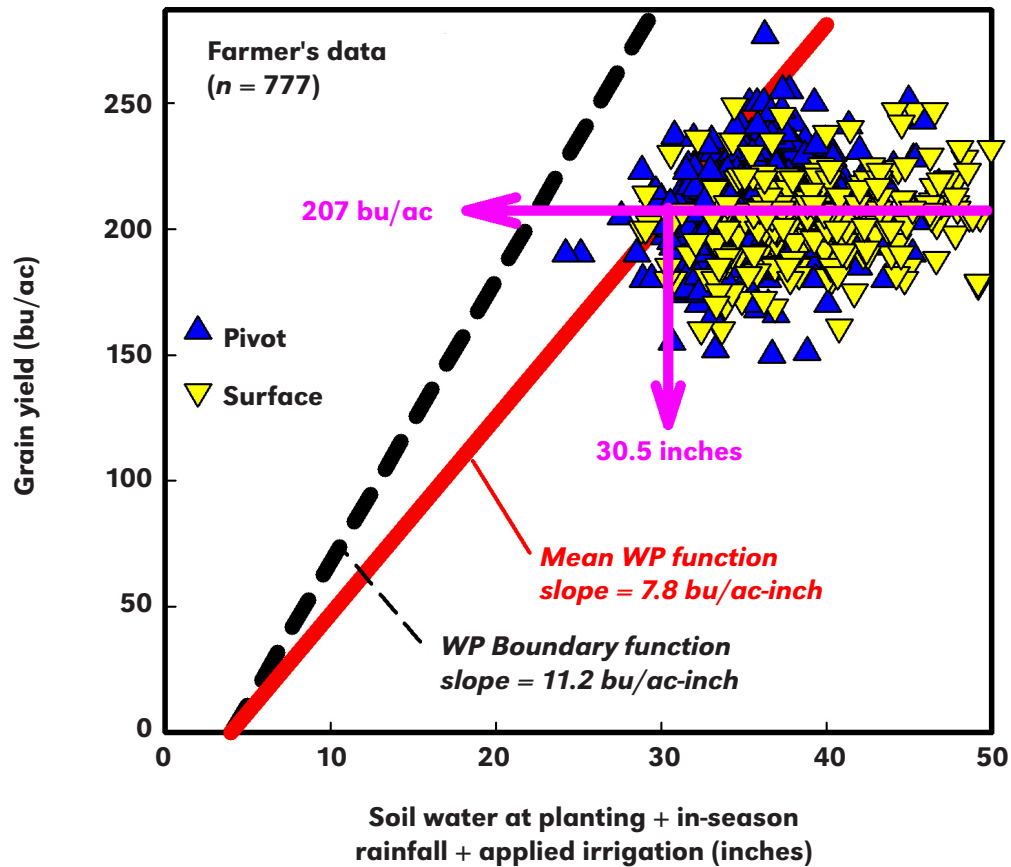 Farmer's data
(n = 777)
250
200
150
100
50
0
Grain yield (bu/ac)
207 bu/ac
Pivot
Surface
30.5 inches
Mean WP function
slope = 7.8 bu/ac-inch
WP Boundary function
slope = 11.2 bu/ac-inch
0 10 20 30 40 50
Soil water at planting + in-season
rainfall + applied irrigation (inches)